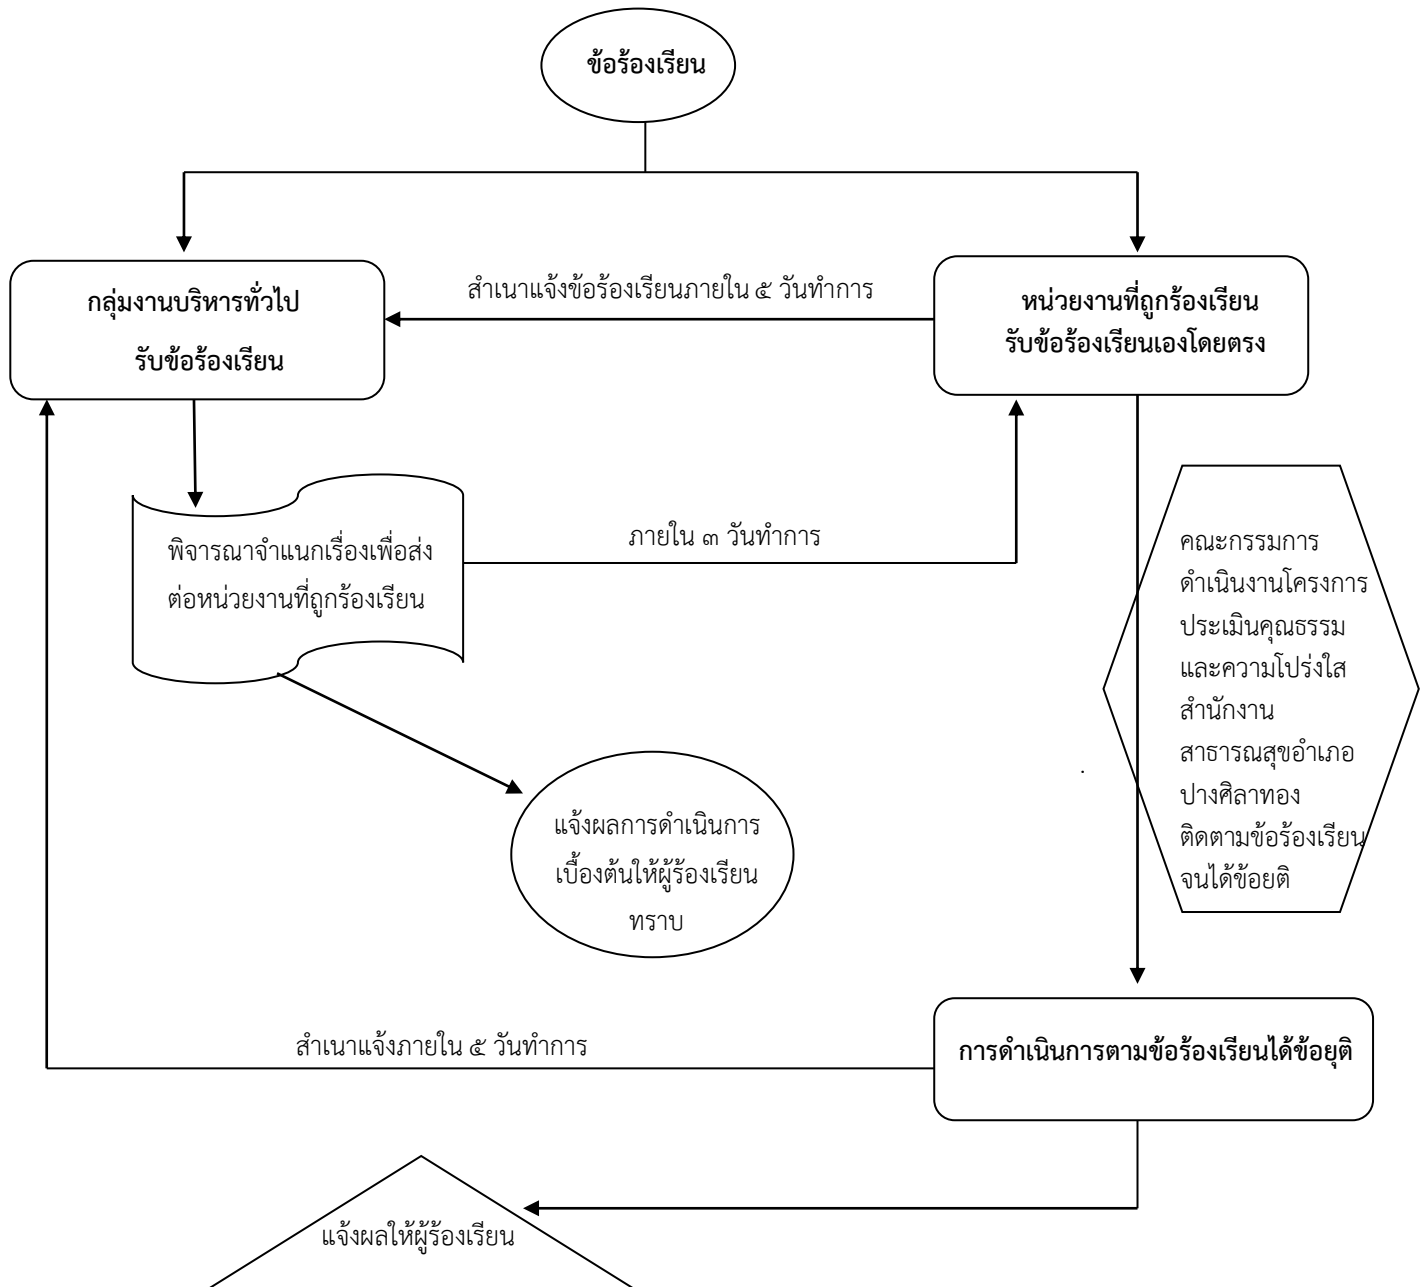 ข้อร้องเรียน
สำเนาแจ้งข้อร้องเรียนภายใน ๕ วันทำการ
กลุ่มงานบริหารทั่วไป
รับข้อร้องเรียน
หน่วยงานที่ถูกร้องเรียน
รับข้อร้องเรียนเองโดยตรง
พิจารณาจำแนกเรื่องเพื่อส่ง
ต่อหน่วยงานที่ถูกร้องเรียน
ภายใน ๓ วันทำการ
คณะกรรมการ
ดำเนินงานโครงการ
ประเมินคุณธรรม
และความโปร่งใส
สำนักงาน
สาธารณสุขอำเภอ
ปางศิลาทอง
ติดตามข้อร้องเรียน
จนได้ข้อยติ
แจ้งผลการดำเนินการ
เบื้องต้นให้ผู้ร้องเรียน
ทราบ
สำเนาแจ้งภายใน ๕ วันทำการ
การดำเนินการตามข้อร้องเรียนได้ข้อยุติ
แจ้งผลให้ผู้ร้องเรียน